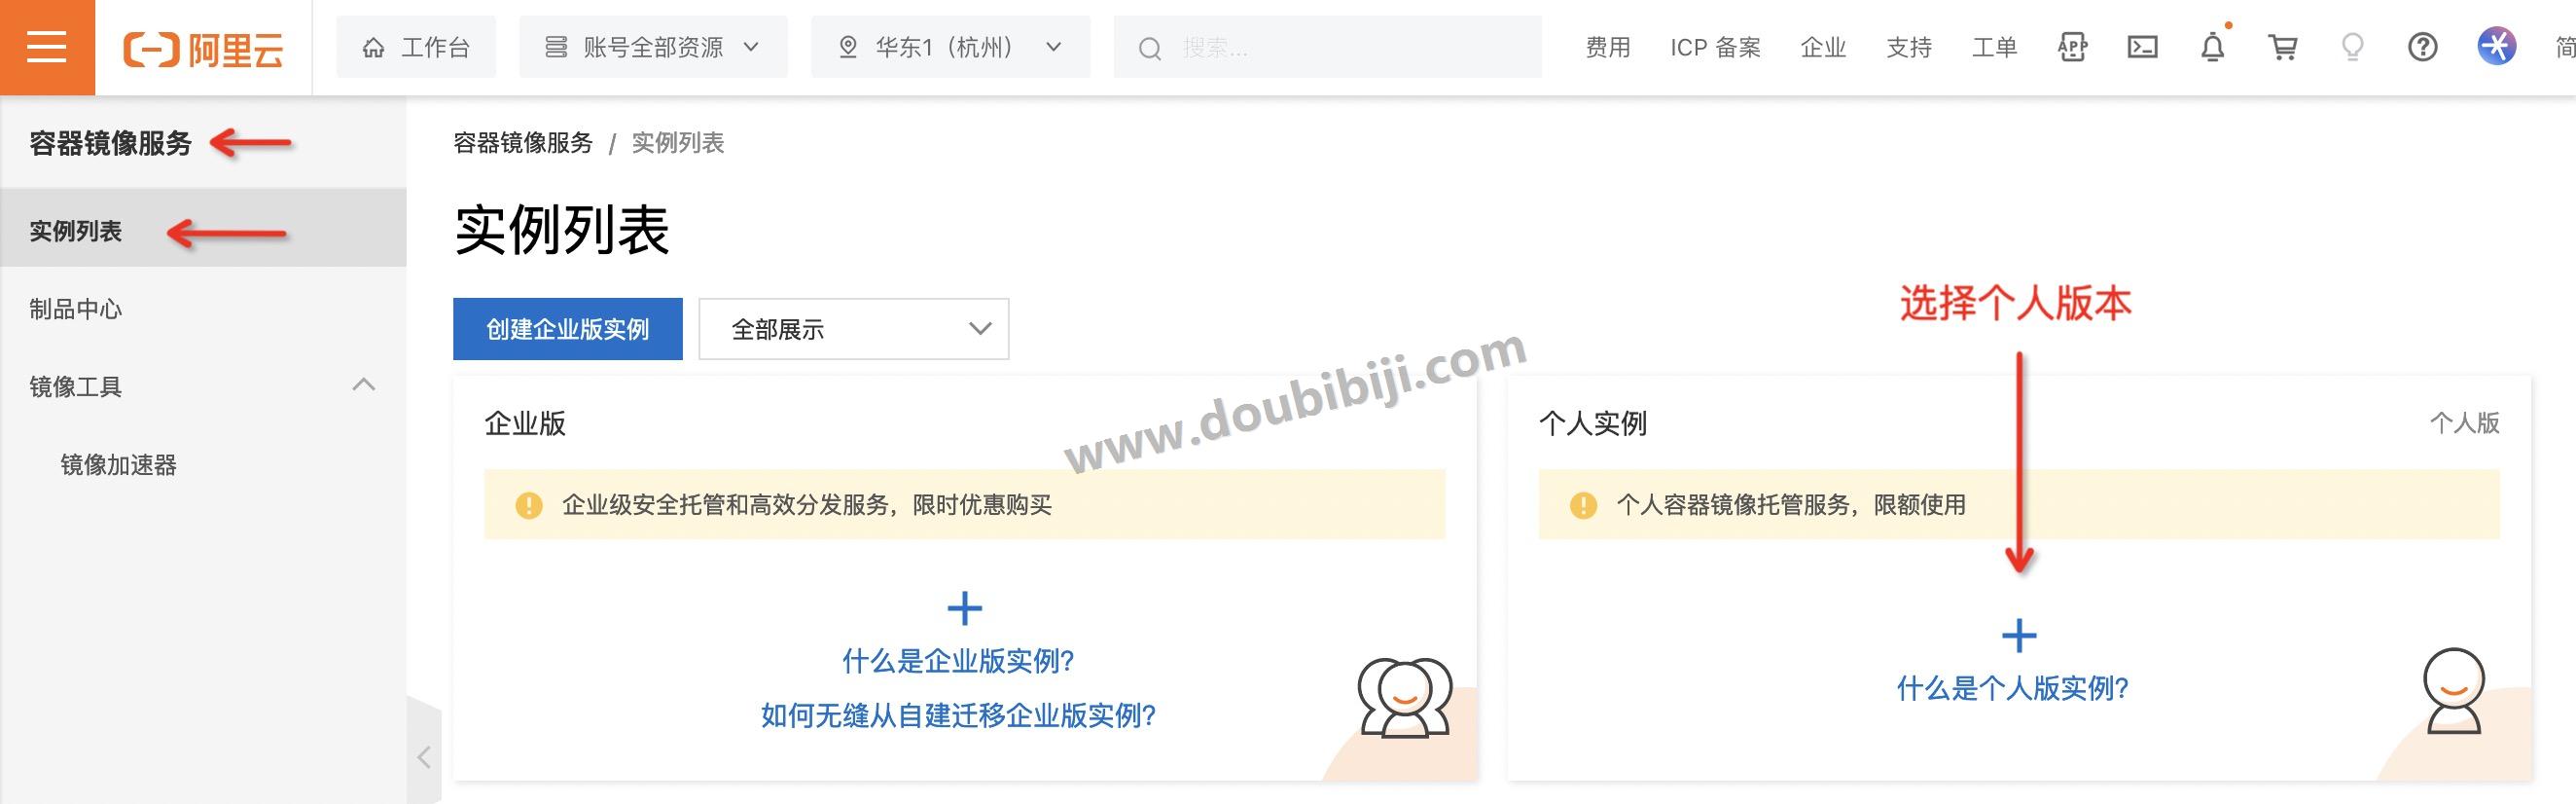 阿里云
工作台
账号全部资源
华东1（杭州）
搜索...
费用
ICP 备案
企业
支持
工单
APP
简
容器镜像服务
实例列表
制品中心
镜像工具
镜像加速器
容器镜像服务 / 实例列表
实例列表
创建企业版实例
全部展示
选择个人版本
www.doubibiji.com
企业版
企业级安全托管和高效分发服务，限时优惠购买
什么是企业版实例?
如何无缝从自建迁移企业版实例?
个人实例
个人版
个人容器镜像托管服务，限额使用
什么是个人版实例?